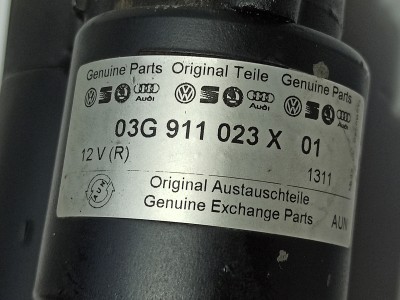 Genuine Parts Original Teile Genuine Parts
Audi Audi Audi
03G 911 023 X 01
12 V (R) 1311
Original Austauschteile
Genuine Exchange Parts AUN